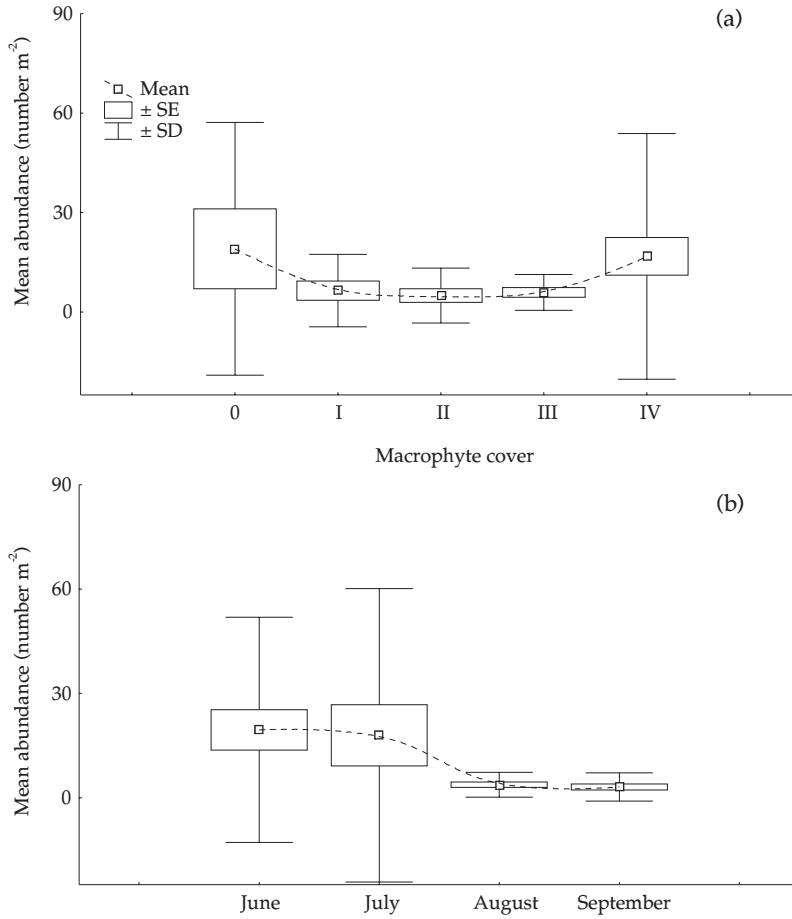 (a)
90
60
30
0
Mean abundance (number m⁻²)
Mean
± SE
± SD
0 I II III IV
Macrophyte cover
(b)
90
60
30
0
Mean abundance (number m⁻²)
June July August September